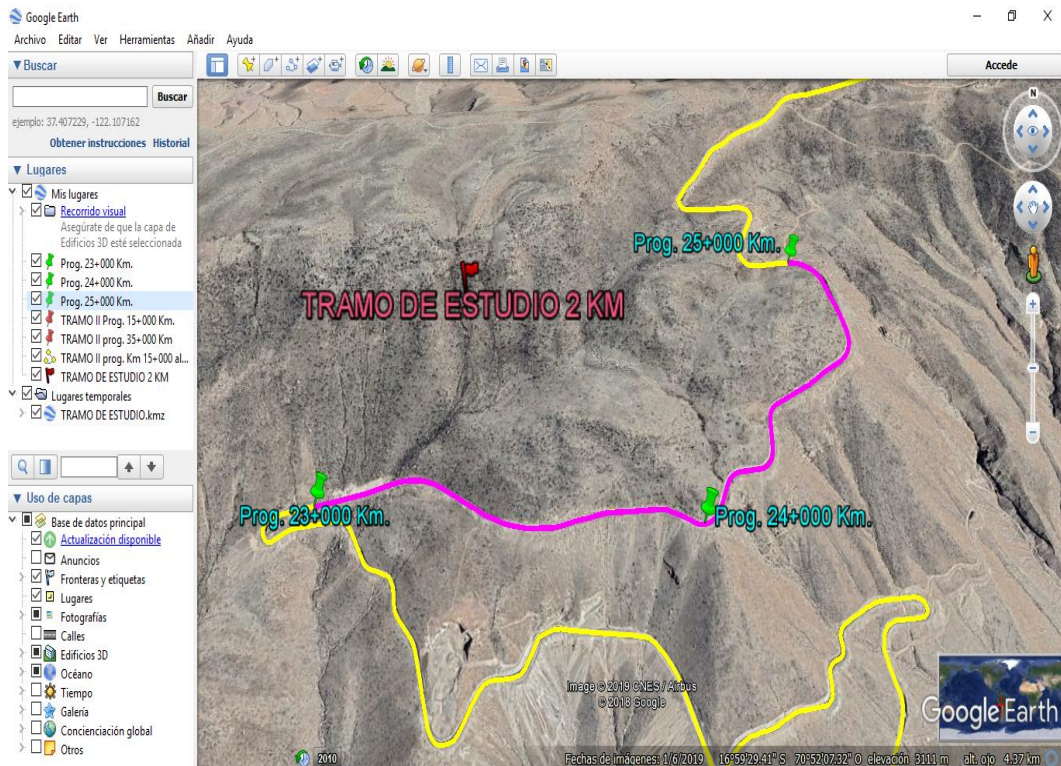 Google Earth
Archivo Editar Ver Herramientas Añadir Ayuda
▼ Buscar
Buscar
ejemplo: 37.407229, -122.107162
Obtener instrucciones Historial
▼ Lugares
Mis lugares
Recorrido visual
Asegúrate de que la capa de
Edificios 3D esté seleccionada
Prog. 23+000 Km.
Prog. 24+000 Km.
Prog. 25+000 Km.
TRAMO II Prog. 15+000 Km.
TRAMO II prog. 35+000 Km
TRAMO II prog. Km 15+000 al...
TRAMO DE ESTUDIO 2 KM
Lugares temporales
TRAMO DE ESTUDIO.kmz
▼ Uso de capas
Base de datos principal
Actualización disponible
Anuncios
Fronteras y etiquetas
Lugares
Fotografías
Calles
Edificios 3D
Océano
Tiempo
Galería
Concienciación global
Otros
Accede
N
Prog. 25+000 Km.
TRAMO DE ESTUDIO 2 KM
Prog. 23+000 Km.
Prog. 24+000 Km.
Image © 2019 CNES / Airbus
© 2018 Google
Google Earth
2010
Fechas de imágenes: 1/6/2019 16°59'29.41" S 70°52'07.32" O elevación 3111 m alt. ojo 4.37 km